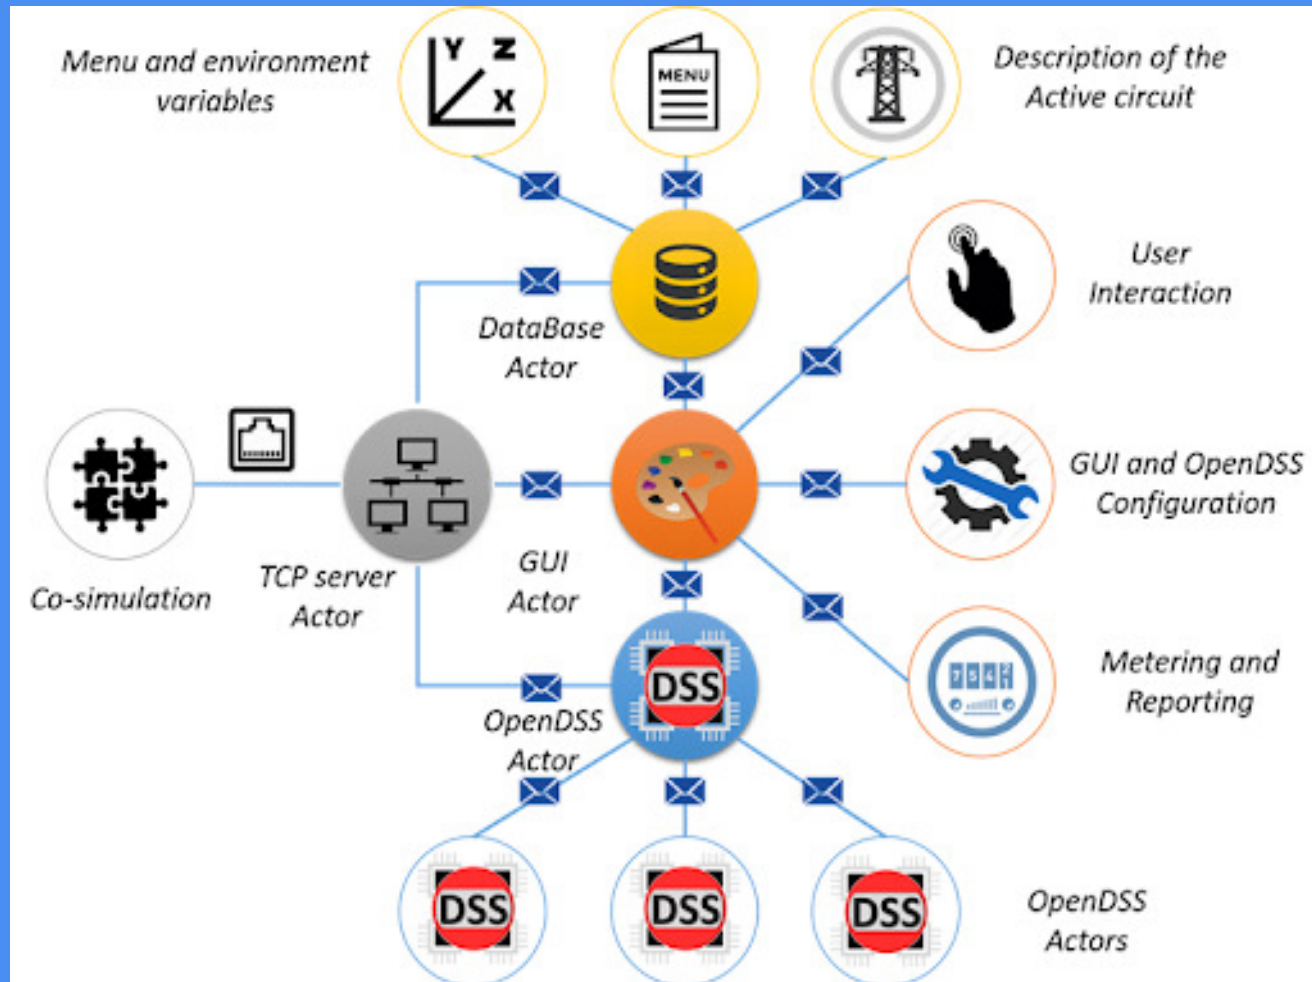 Menu and environment
variables
Y Z
X
MENU
Description of the
Active circuit
User
Interaction
DataBase
Actor
GUI and OpenDSS
Configuration
Co-simulation
TCP server
Actor
GUI
Actor
Metering and
Reporting
DSS
OpenDSS
Actor
DSS
DSS
DSS
OpenDSS
Actors